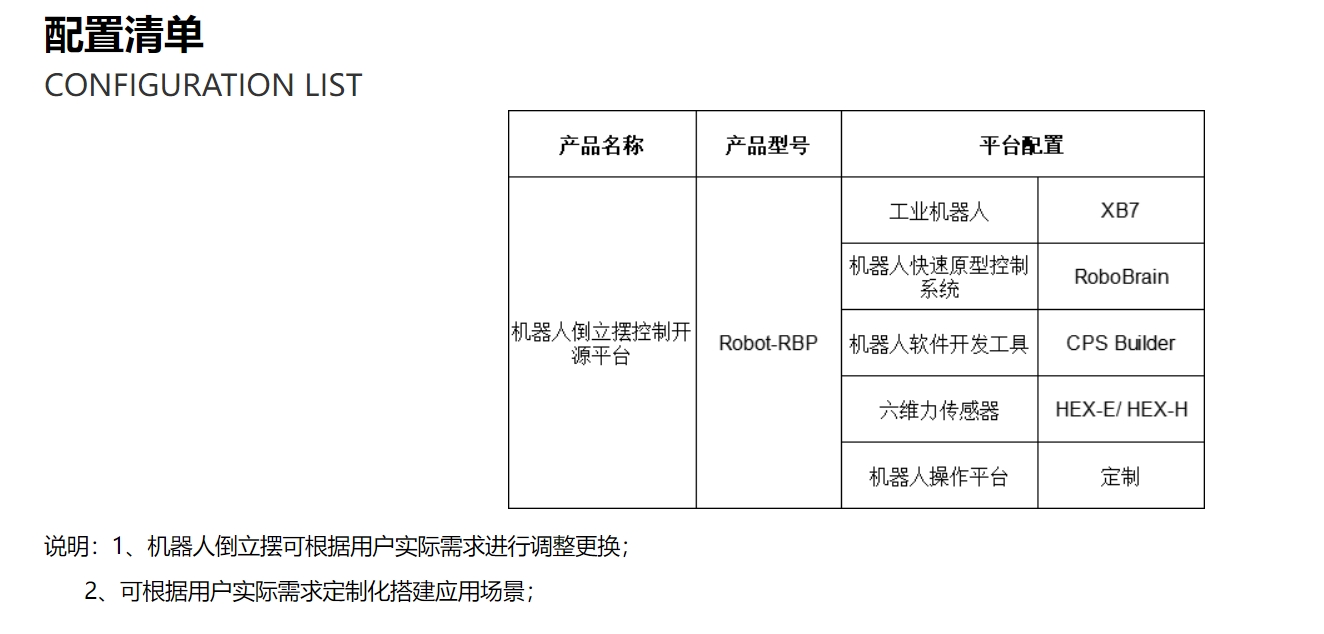 配置清单
CONFIGURATION LIST
产品名称 产品型号 平台配置
工业机器人 XB7
机器人快速原型控制
系统 RoboBrain
机器人倒立摆控制开
源平台 Robot-RBP 机器人软件开发工具 CPS Builder
六维力传感器 HEX-E/ HEX-H
机器人操作平台 定制
说明：1、机器人倒立摆可根据用户实际需求进行调整更换；
2、可根据用户实际需求定制化搭建应用场景；